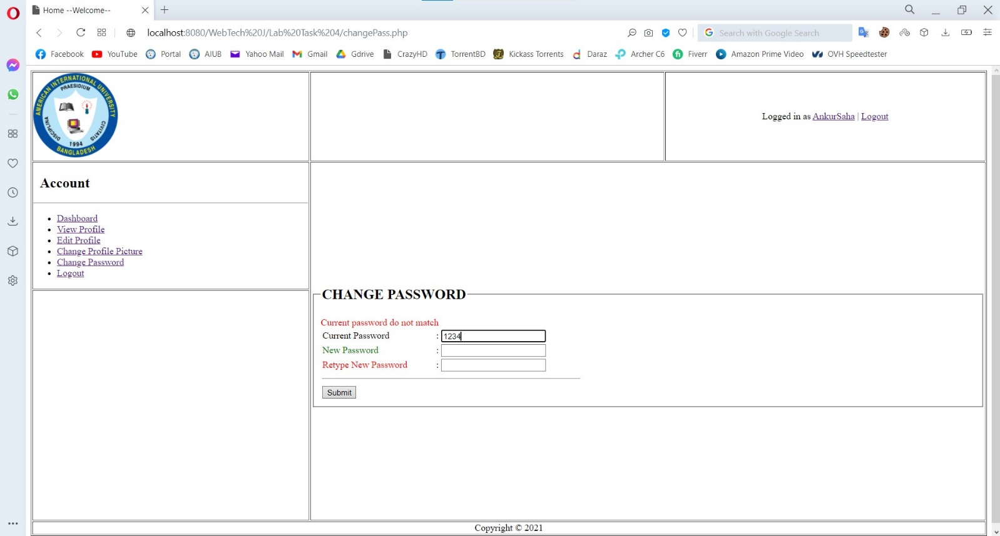 Home --Welcome--
localhost:8080/WebTech%20J/Lab%20Task%204/changePass.php
Search with Google Search
Facebook YouTube Portal AIUB Yahoo Mail Gmail Gdrive CrazyHD TorrentBD Kickass Torrents Daraz Archer C6 Fiverr Amazon Prime Video OVH Speedtester
AMERICAN INTERNATIONAL UNIVERSITY
PRAESIDIUM
DISCIPLINA
CIVITATIS
1994
BANGLADESH
Logged in as AnkurSaha | Logout
Account
• Dashboard
• View Profile
• Edit Profile
• Change Profile Picture
• Change Password
• Logout
CHANGE PASSWORD
Current password do not match
Current Password : 1234
New Password :
Retype New Password :
Submit
Copyright © 2021